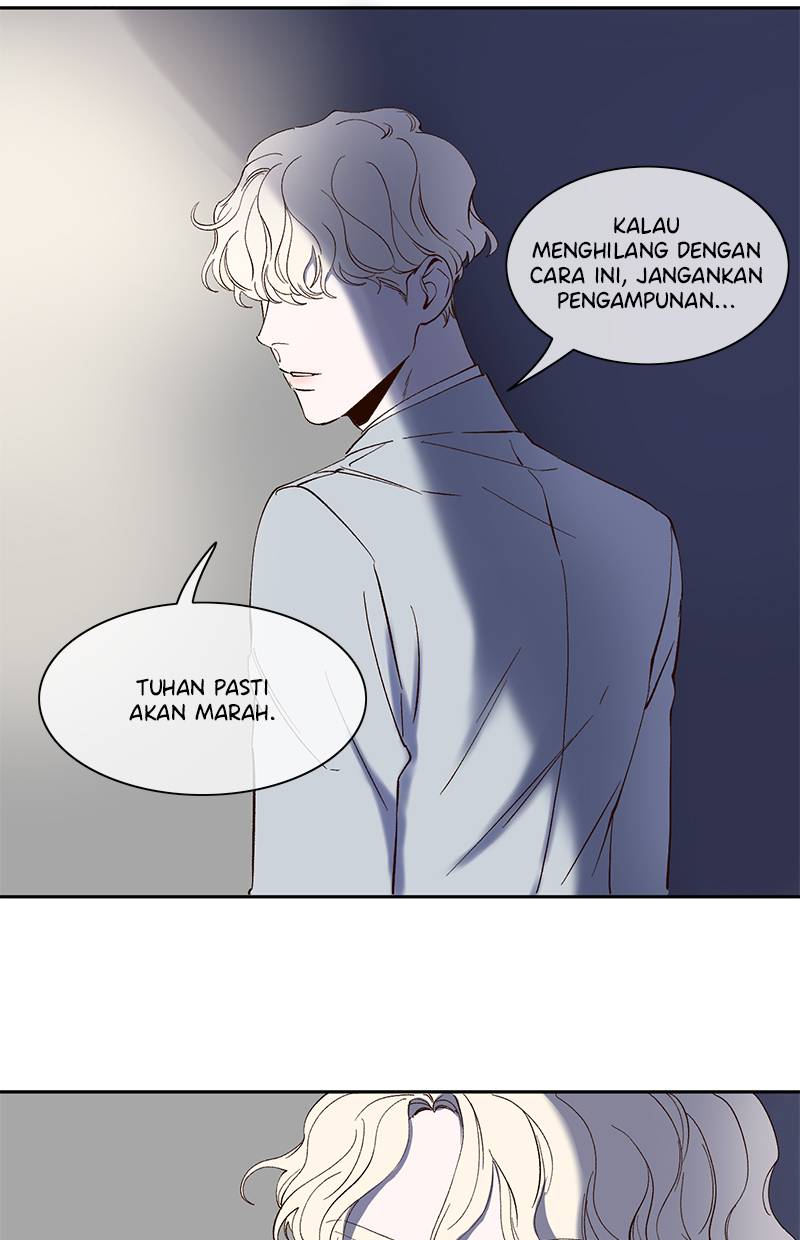 KALAU
MENGHILANG DENGAN
CARA INI, JANGANKAN
PENGAMPUNAN...
TUHAN PASTI
AKAN MARAH.